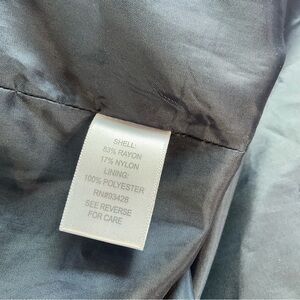 SHELL:
83% RAYON
17% NYLON
LINING:
100% POLYESTER
RN#93428
SEE REVERSE
FOR CARE